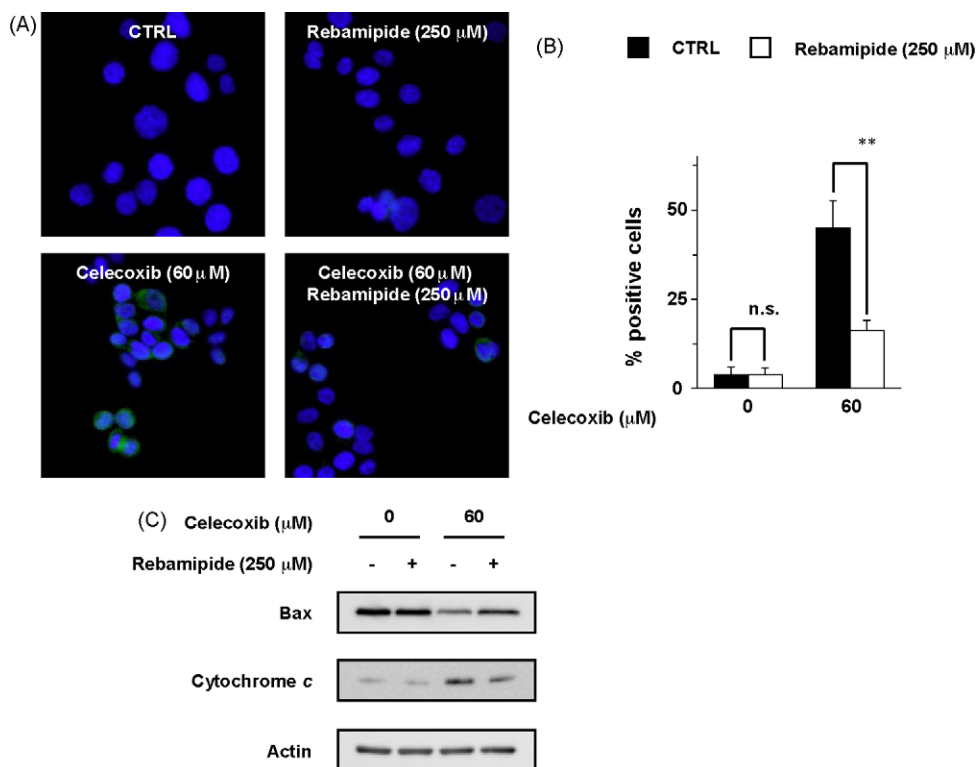 (A)
CTRL
Rebamipide (250 μM)
Celecoxib (60 μM)
Celecoxib (60 μM)
Rebamipide (250 μM)
(B)
CTRL Rebamipide (250 μM)
% positive cells
50
25
0
n.s.
**
0 60
Celecoxib (μM)
(C) Celecoxib (μM) 0 60
Rebamipide (250 μM) - + - +
Bax
Cytochrome c
Actin